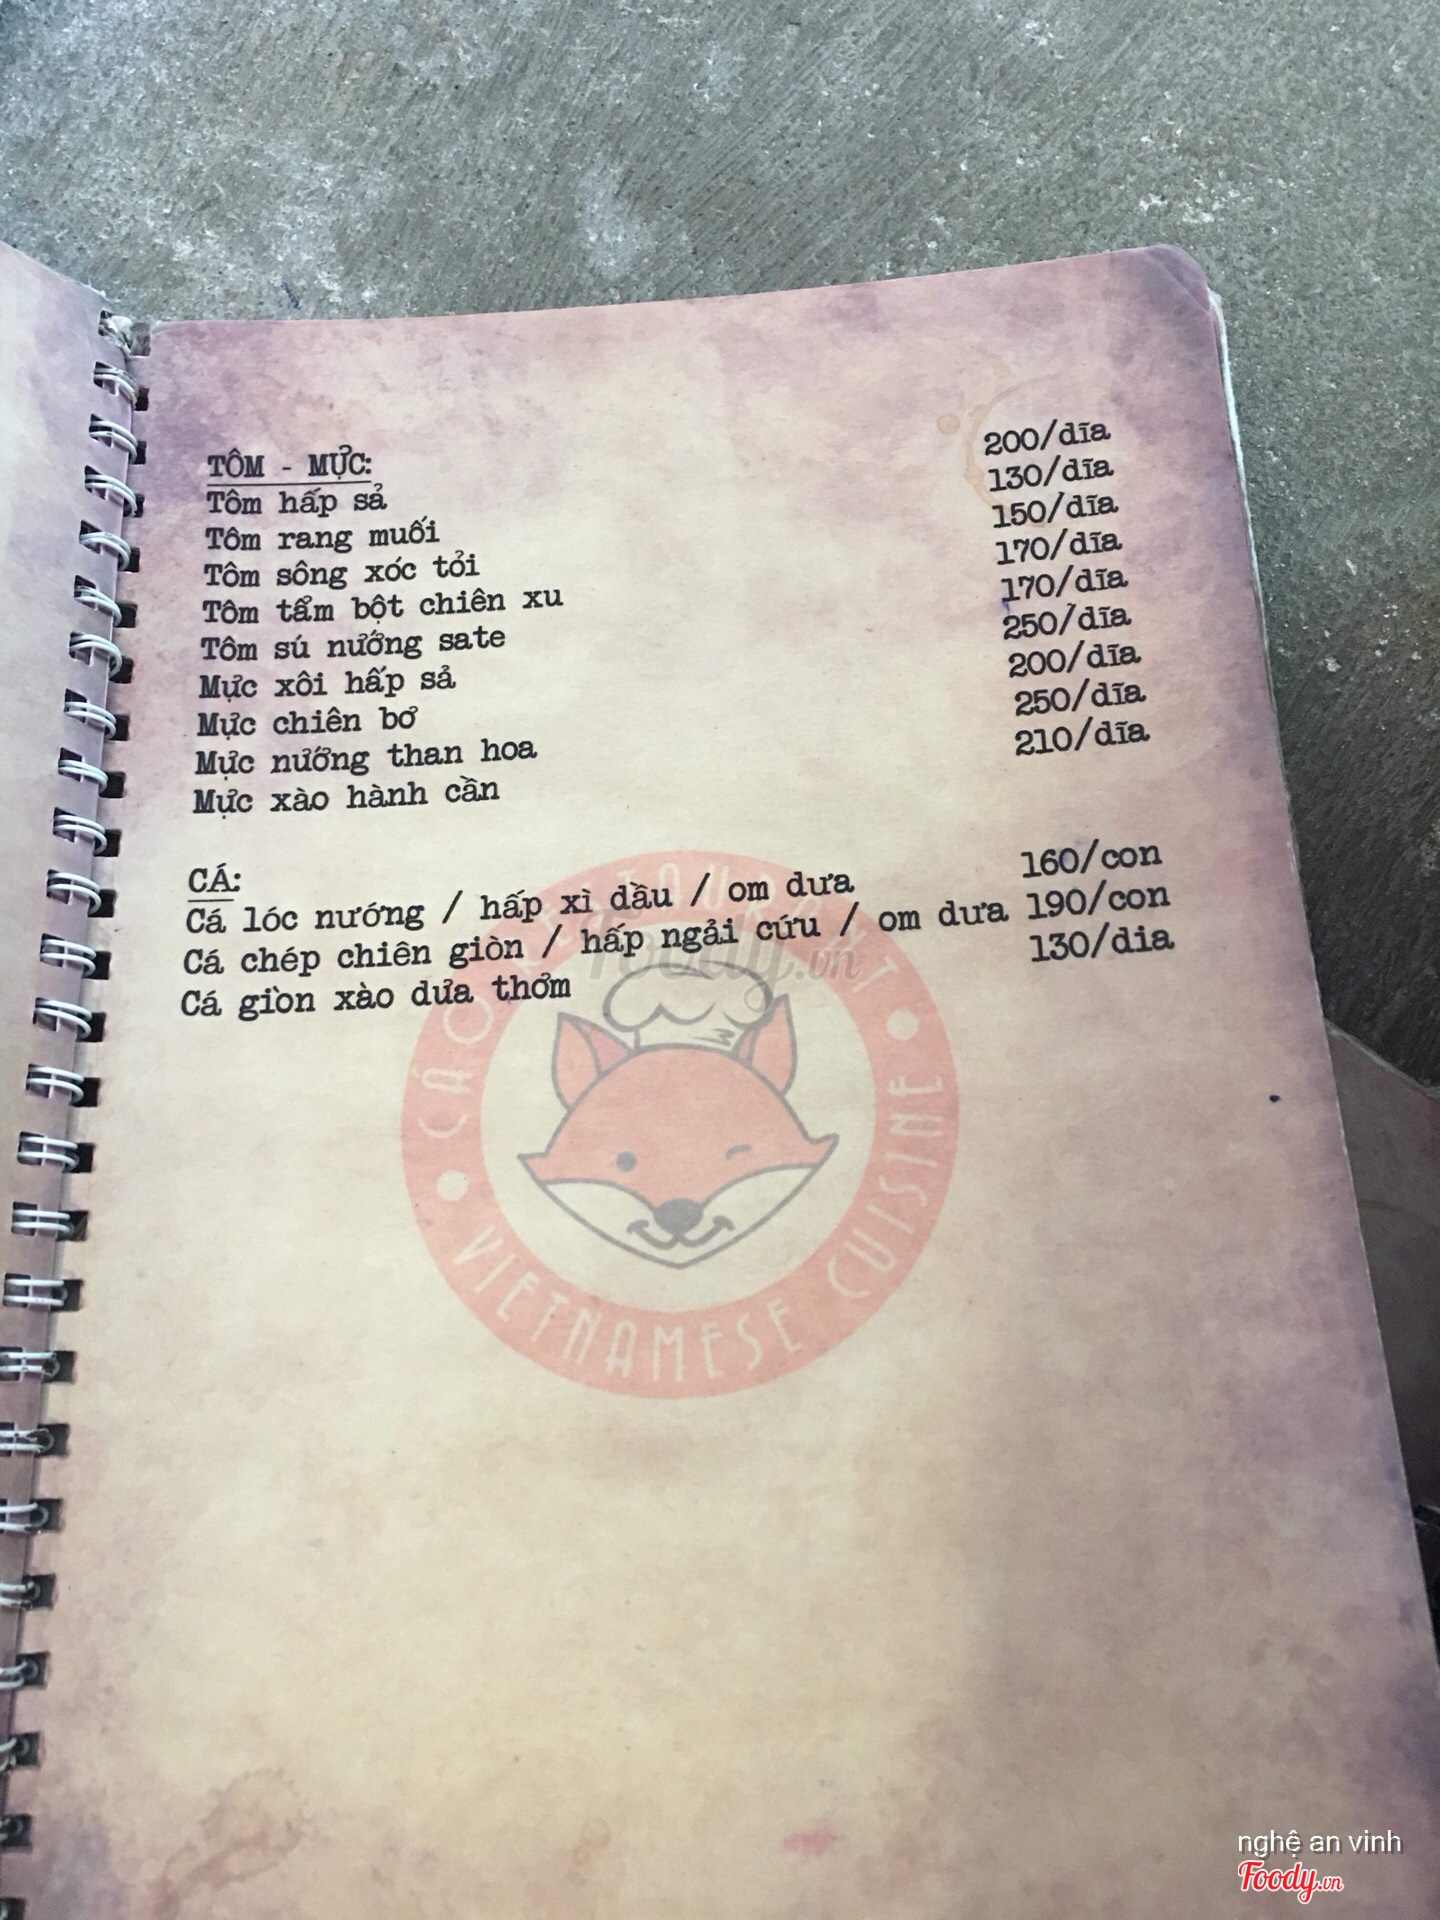 TÔM - MỰC:
Tôm hấp sả 200/dĩa
Tôm rang muối 130/dĩa
Tôm sông xóc tỏi 150/dĩa
Tôm tẩm bột chiên xu 170/dĩa
Tôm sú nướng sate 170/dĩa
Mực xôi hấp sả 250/dĩa
Mực chiên bơ 200/dĩa
Mực nướng than hoa 250/dĩa
Mực xào hành cần 210/dĩa
CÁ:
Cá lóc nướng / hấp xì dầu / om dưa 160/con
Cá chép chiên giòn / hấp ngải cứu / om dưa 190/con
Cá giòn xào dưa thơm 130/dia
Foody.vn
CÁO
VIETNAMESE CUISINE
nghệ an vinh
Foody.vn